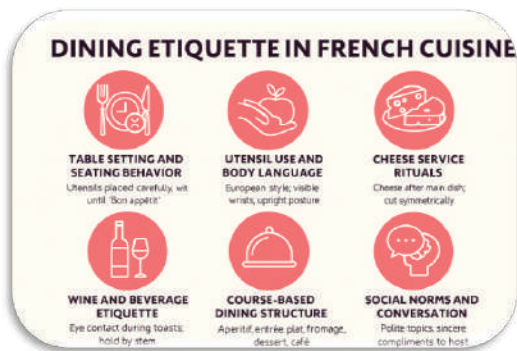 DINING ETIQUETTE IN FRENCH CUISINE
TABLE SETTING AND
SEATING BEHAVIOR
Utensils placed carefully, wit
until "Bon appétit"
UTENSIL USE AND
BODY LANGUAGE
European style; visible
wrists, upright posture
CHEESE SERVICE
RITUALS
Cheese after main dish;
cut symmetrically
WINE AND BEVERAGE
ETIQUETTE
Eye contact during toasts;
hold by stem
COURSE-BASED
DINING STRUCTURE
Aperitif, entrée plat, fromage,
dessert, café
SOCIAL NORMS AND
CONVERSATION
Polite topics, sincere
compliments to host